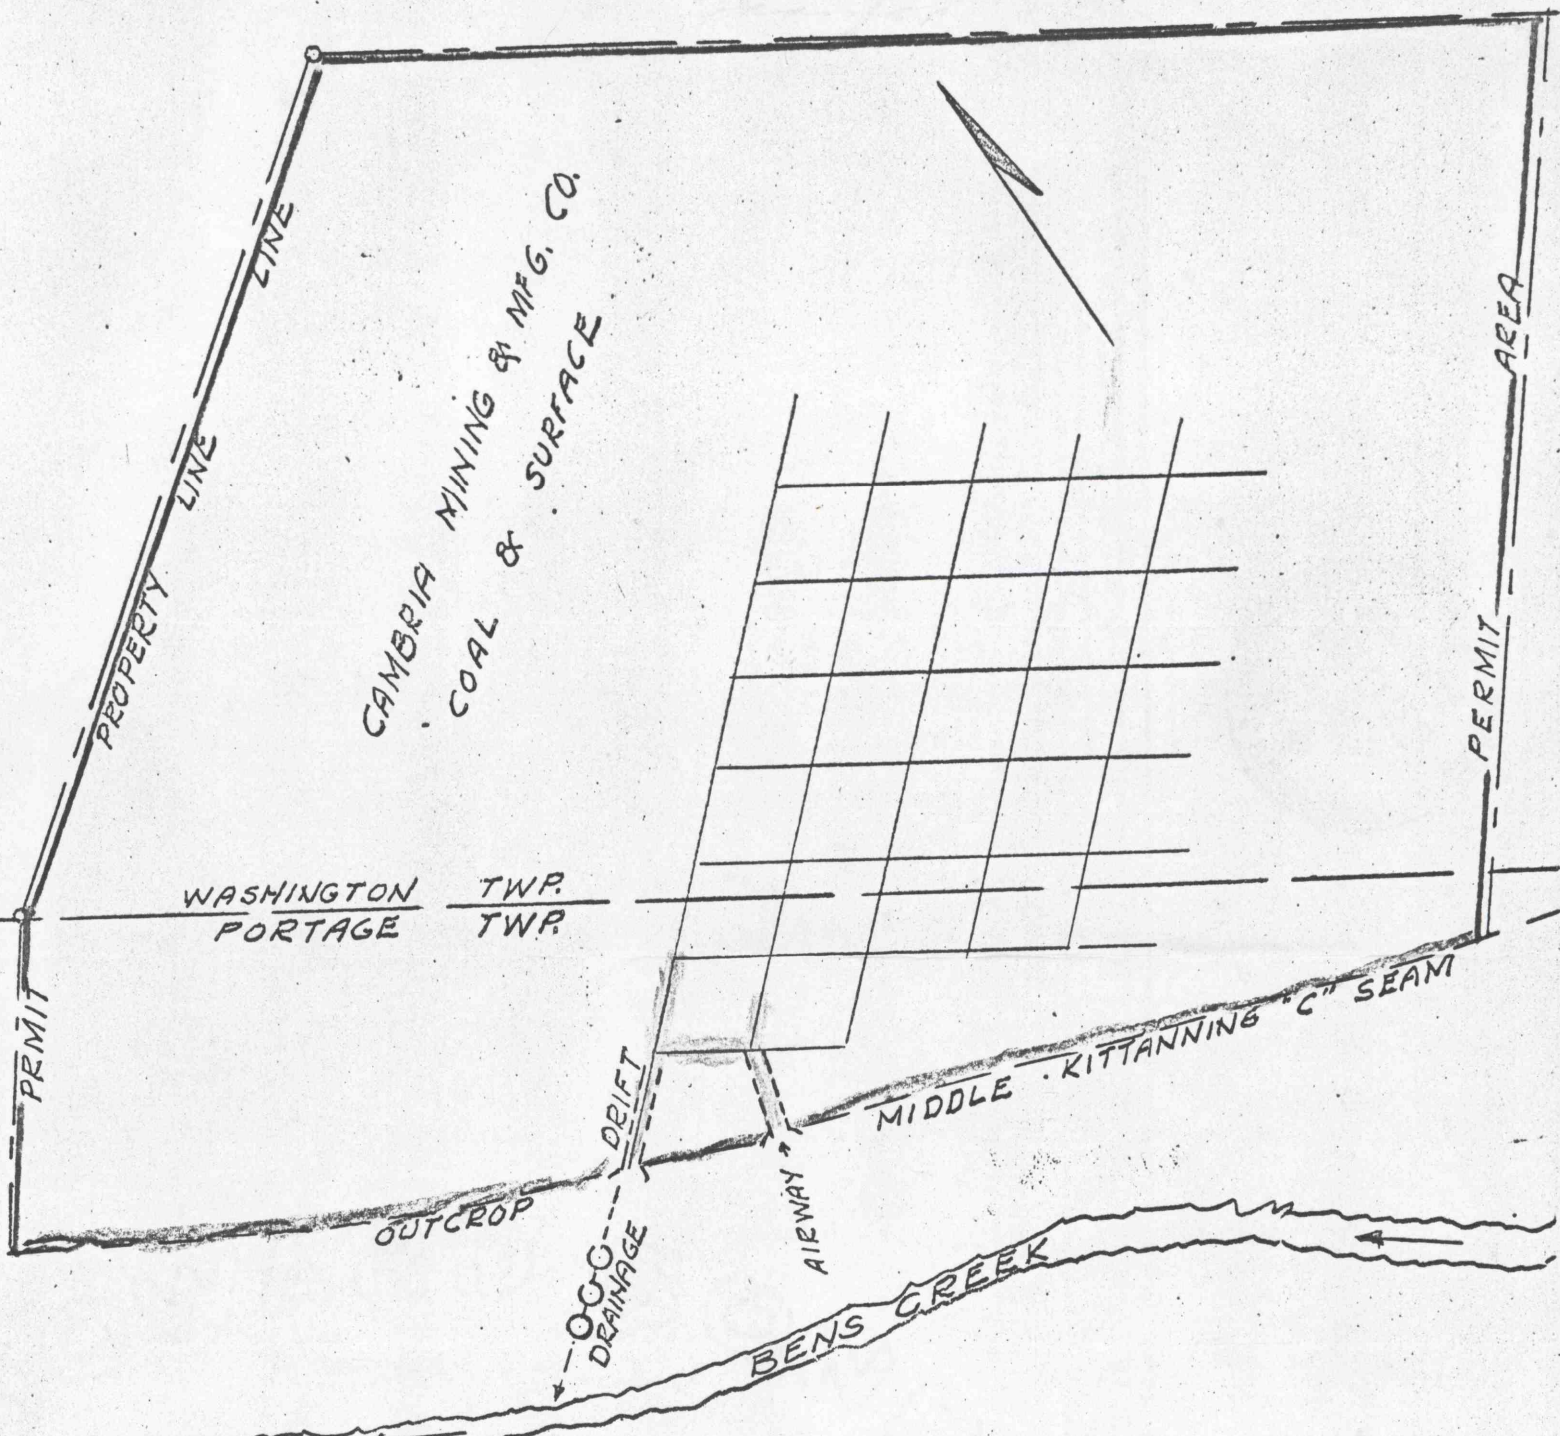 CAMBRIA MINING & MFG. CO.
COAL & SURFACE
PROPERTY LINE LINE
PERMIT AREA
WASHINGTON TWP.
PORTAGE TWP.
PRMIT
DRIFT
MIDDLE KITTANNING "C" SEAM
OUTCROP
AIRWAY
DRAINAGE
BENS CREEK